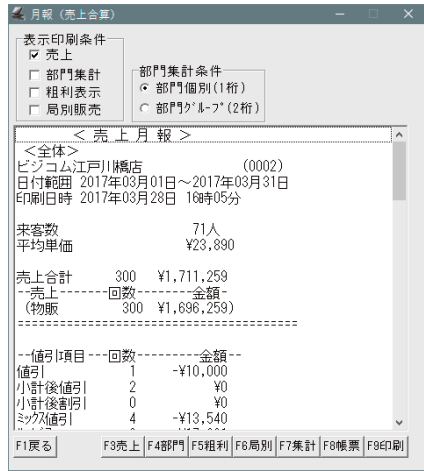 月報（売上合算）
表示印刷条件
売上
部門集計
粗利表示
局別販売
部門集計条件
部門個別(1桁)
部門ｸﾞﾙｰﾌﾟ(2桁)
＜ 売 上 月 報 ＞
＜全体＞
ビジコム江戸川橋店 (0002)
日付範囲 2017年03月01日～2017年03月31日
印刷日時 2017年03月28日 16時05分
来客数 71人
平均単価 ¥23,890
売上合計 300 ¥1,711,259
--売上-------回数--------金額-
(物販 300 ¥1,696,259)
========================================
--値引項目---回数---------金額--
値引 1 -¥10,000
小計後値引 2 ¥0
小計後割引 0 ¥0
ﾐｯｸｽ値引 4 -¥13,540
F1戻る F3売上 F4部門 F5粗利 F6局別 F7集計 F8帳票 F9印刷